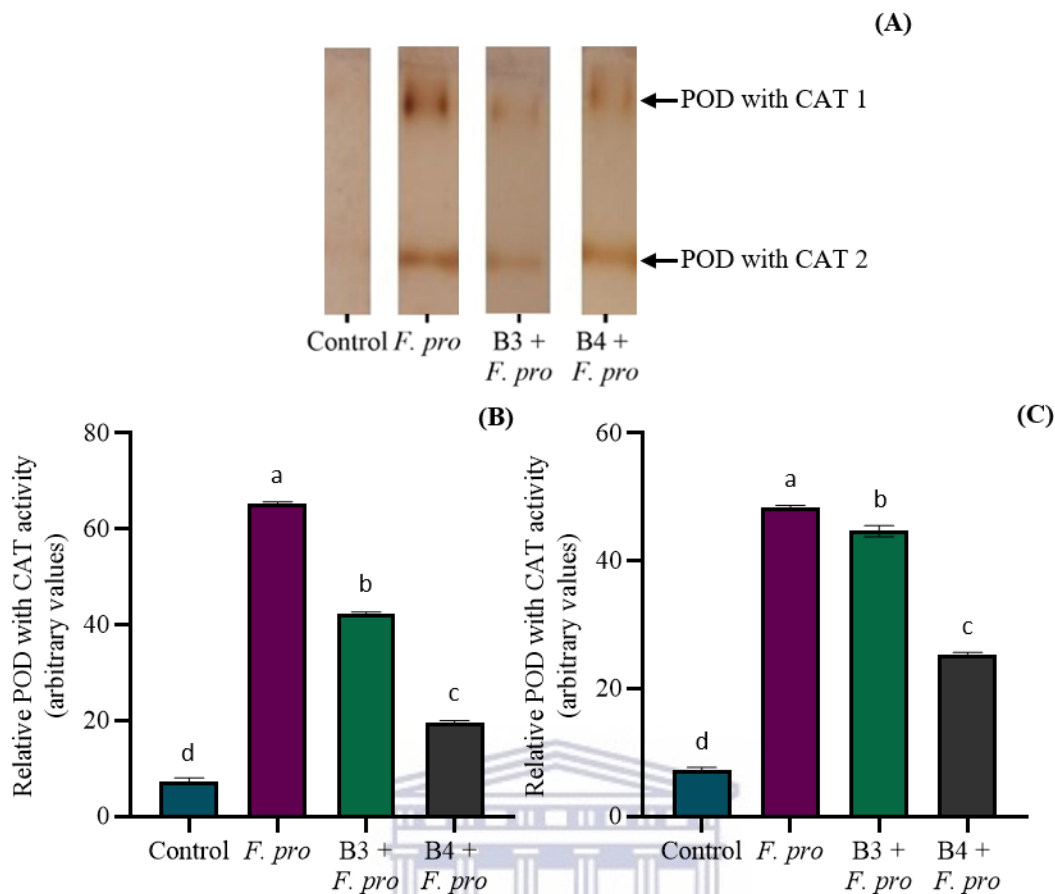 (A)
POD with CAT 1
POD with CAT 2
Control F. pro B3 + F. pro B4 + F. pro
(B)
Relative POD with CAT activity
(arbitrary values)
80
60
40
20
0
d
a
b
c
Control F. pro B3 + F. pro B4 + F. pro
(C)
Relative POD with CAT activity
(arbitrary values)
60
40
20
0
d
a
b
c
Control F. pro B3 + F. pro B4 + F. pro